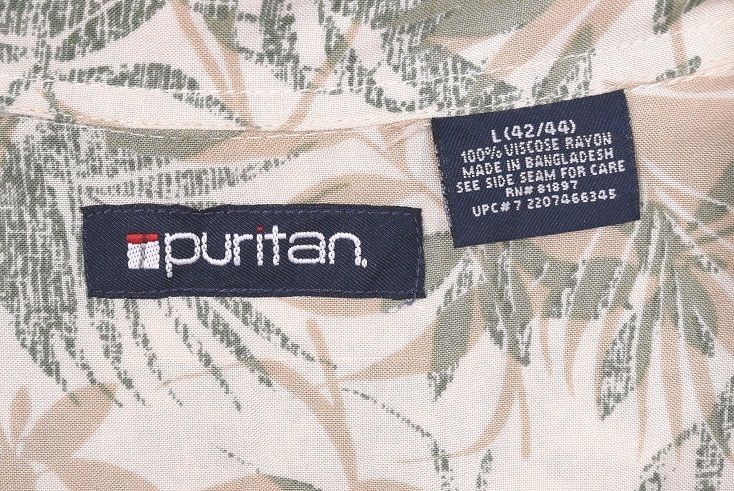 puritan.
L(42/44)
100% VISCOSE RAYON
MADE IN BANGLADESH
SEE SIDE SEAM FOR CARE
RN# 81897
UPC# 7 2207466345